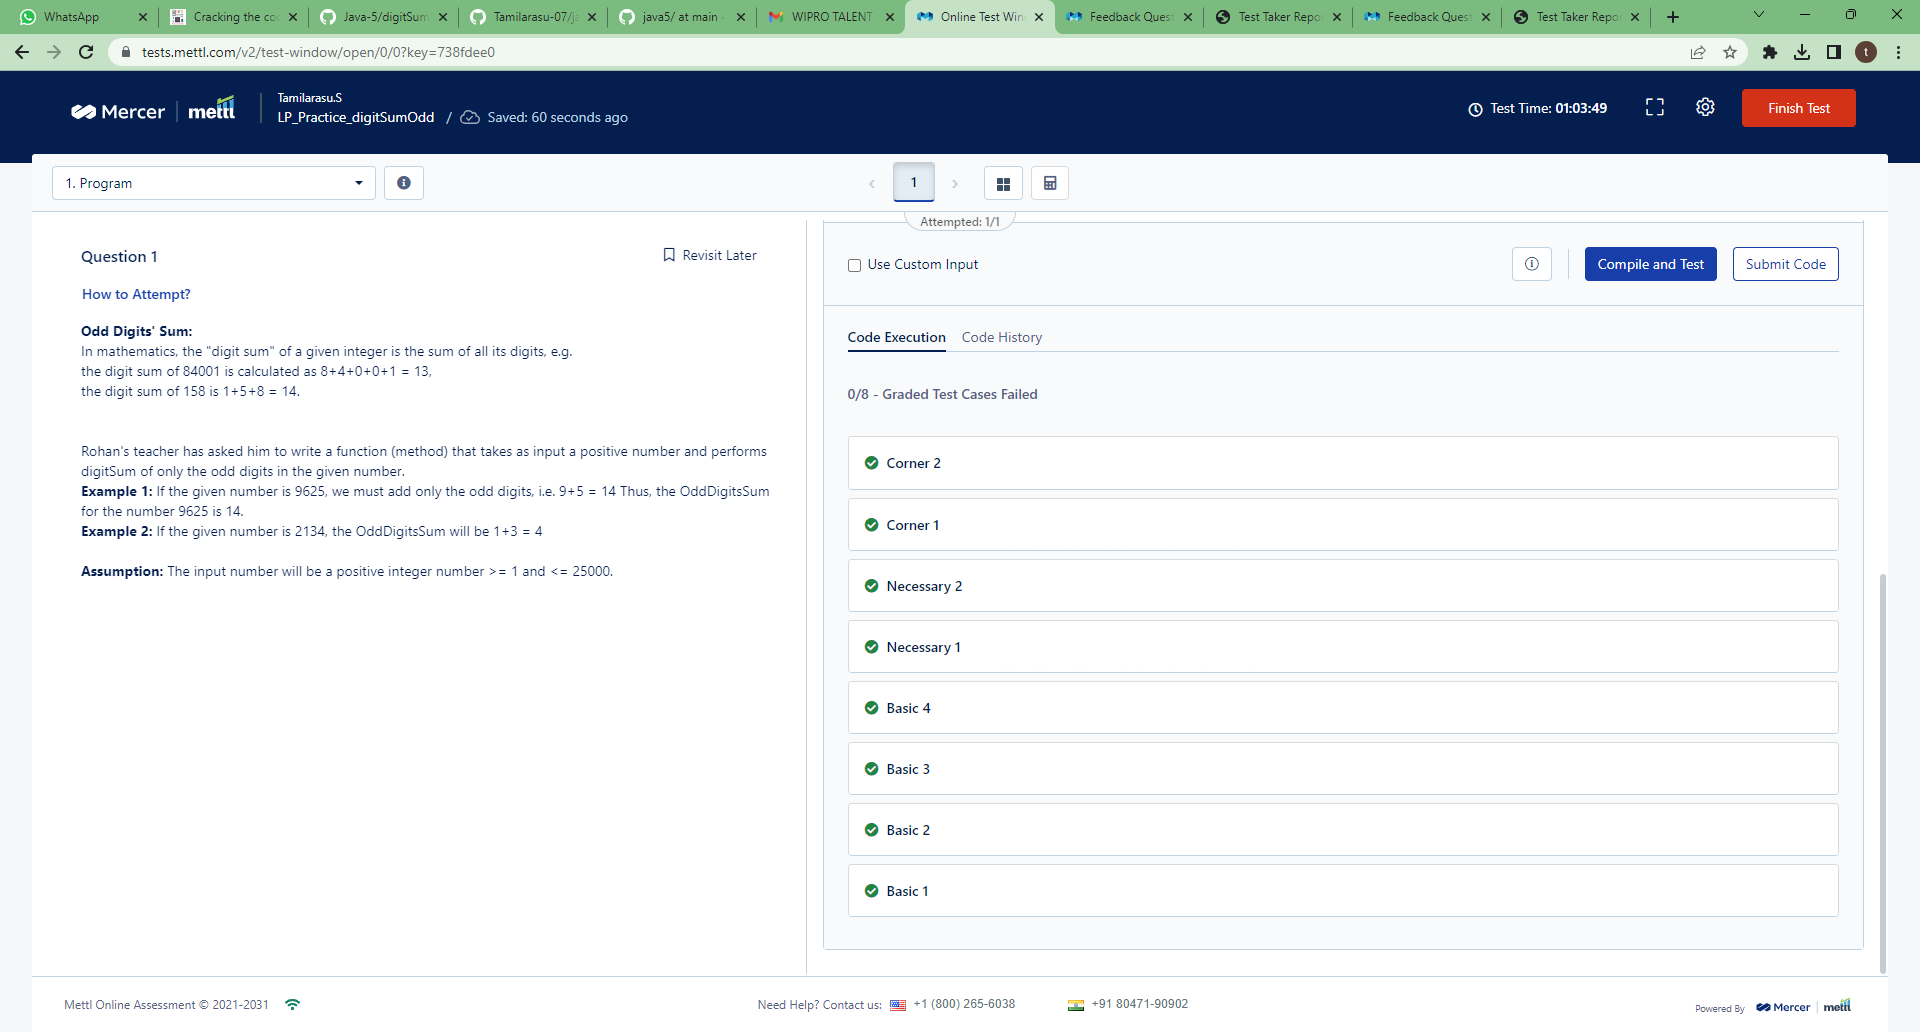 WhatsApp
Cracking the co
Java-5/digitSum
Tamilarasu-07/ja
java5/ at main
WIPRO TALENT
Online Test Win
Feedback Quest
Test Taker Repo
Feedback Quest
Test Taker Repo
tests.mettl.com/v2/test-window/open/0/0?key=738fdee0
t
Mercer
mettl
Tamilarasu.S
LP_Practice_digitSumOdd / Saved: 60 seconds ago
Test Time: 01:03:49
Finish Test
1. Program
1
Attempted: 1/1
Question 1
Revisit Later
How to Attempt?
Odd Digits' Sum:
In mathematics, the "digit sum" of a given integer is the sum of all its digits, e.g.
the digit sum of 84001 is calculated as 8+4+0+0+1 = 13,
the digit sum of 158 is 1+5+8 = 14.
Rohan's teacher has asked him to write a function (method) that takes as input a positive number and performs
digitSum of only the odd digits in the given number.
Example 1: If the given number is 9625, we must add only the odd digits, i.e. 9+5 = 14 Thus, the OddDigitsSum
for the number 9625 is 14.
Example 2: If the given number is 2134, the OddDigitsSum will be 1+3 = 4
Assumption: The input number will be a positive integer number >= 1 and <= 25000.
Use Custom Input
Compile and Test
Submit Code
Code Execution
Code History
0/8 - Graded Test Cases Failed
Corner 2
Corner 1
Necessary 2
Necessary 1
Basic 4
Basic 3
Basic 2
Basic 1
Mettl Online Assessment © 2021-2031
Need Help? Contact us: +1 (800) 265-6038
+91 80471-90902
Powered By
Mercer
mettl